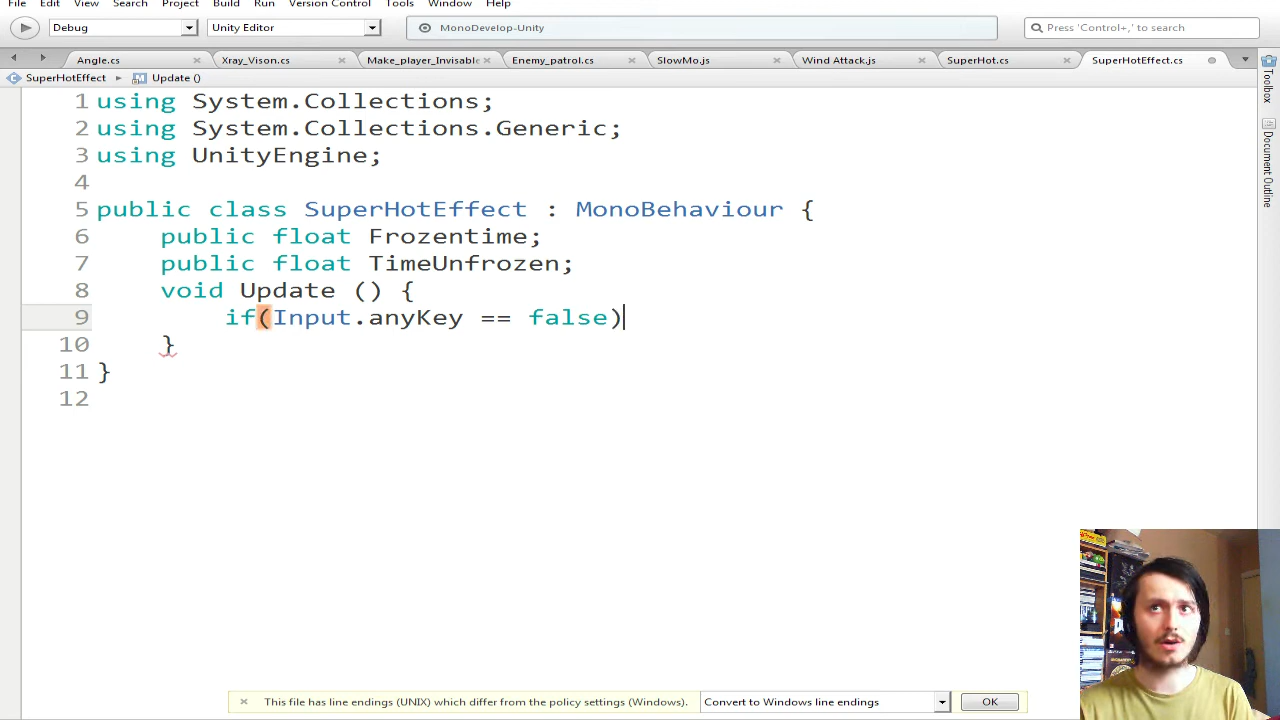 File Edit View Search Project Build Run Version Control Tools Window Help
Debug Unity Editor MonoDevelop-Unity Press 'Control+,' to search
Angle.cs Xray_Vison.cs Make_player_Invisable Enemy_patrol.cs SlowMo.js Wind Attack.js SuperHot.cs SuperHotEffect.cs
SuperHotEffect Update ()
1 using System.Collections;
2 using System.Collections.Generic;
3 using UnityEngine;
4
5 public class SuperHotEffect : MonoBehaviour {
6 public float Frozentime;
7 public float TimeUnfrozen;
8 void Update () {
9 if(Input.anyKey == false)
10 }
11 }
12
Toolbox
Document Outline
This file has line endings (UNIX) which differ from the policy settings (Windows). Convert to Windows line endings OK